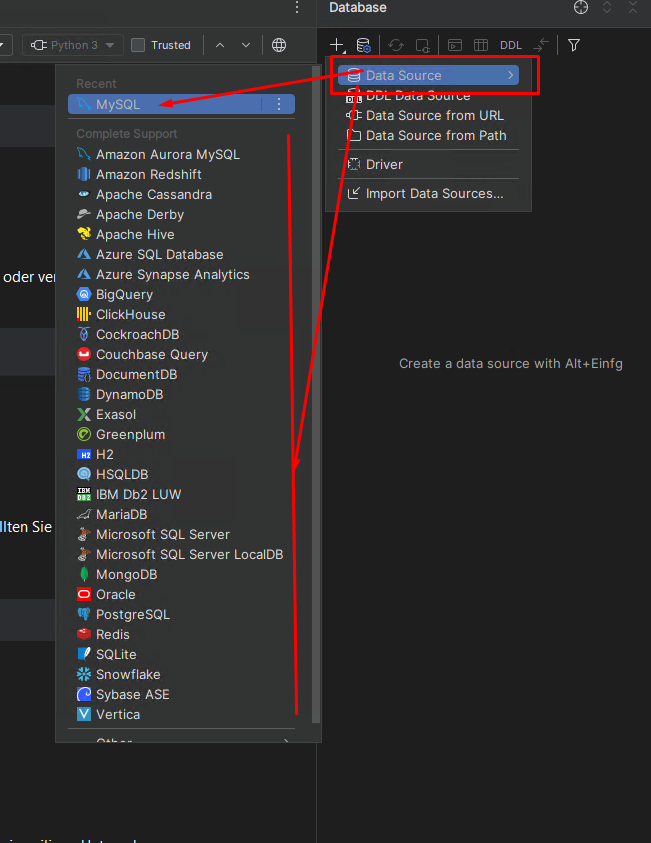 Database
Python 3
Trusted
DDL
Data Source
DDL Data Source
Data Source from URL
Data Source from Path
Driver
Import Data Sources...
Recent
MySQL
Complete Support
Amazon Aurora MySQL
Amazon Redshift
Apache Cassandra
Apache Derby
Apache Hive
Azure SQL Database
Azure Synapse Analytics
BigQuery
ClickHouse
CockroachDB
Couchbase Query
DocumentDB
DynamoDB
Exasol
Greenplum
H2
HSQLDB
IBM Db2 LUW
MariaDB
Microsoft SQL Server
Microsoft SQL Server LocalDB
MongoDB
Oracle
PostgreSQL
Redis
SQLite
Snowflake
Sybase ASE
Vertica
Other
Create a data source with Alt+Einfg
oder ver
llten Sie